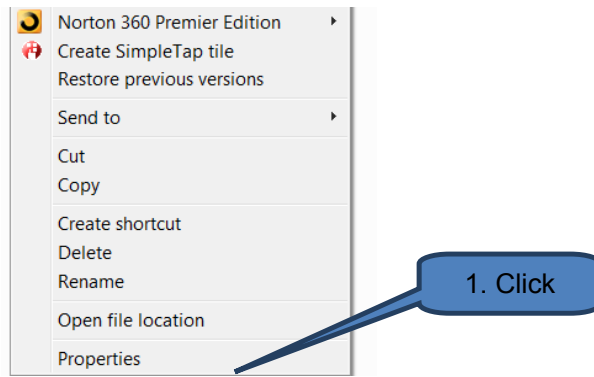 Norton 360 Premier Edition
Create SimpleTap tile
Restore previous versions
Send to
Cut
Copy
Create shortcut
Delete
Rename
Open file location
Properties
1. Click